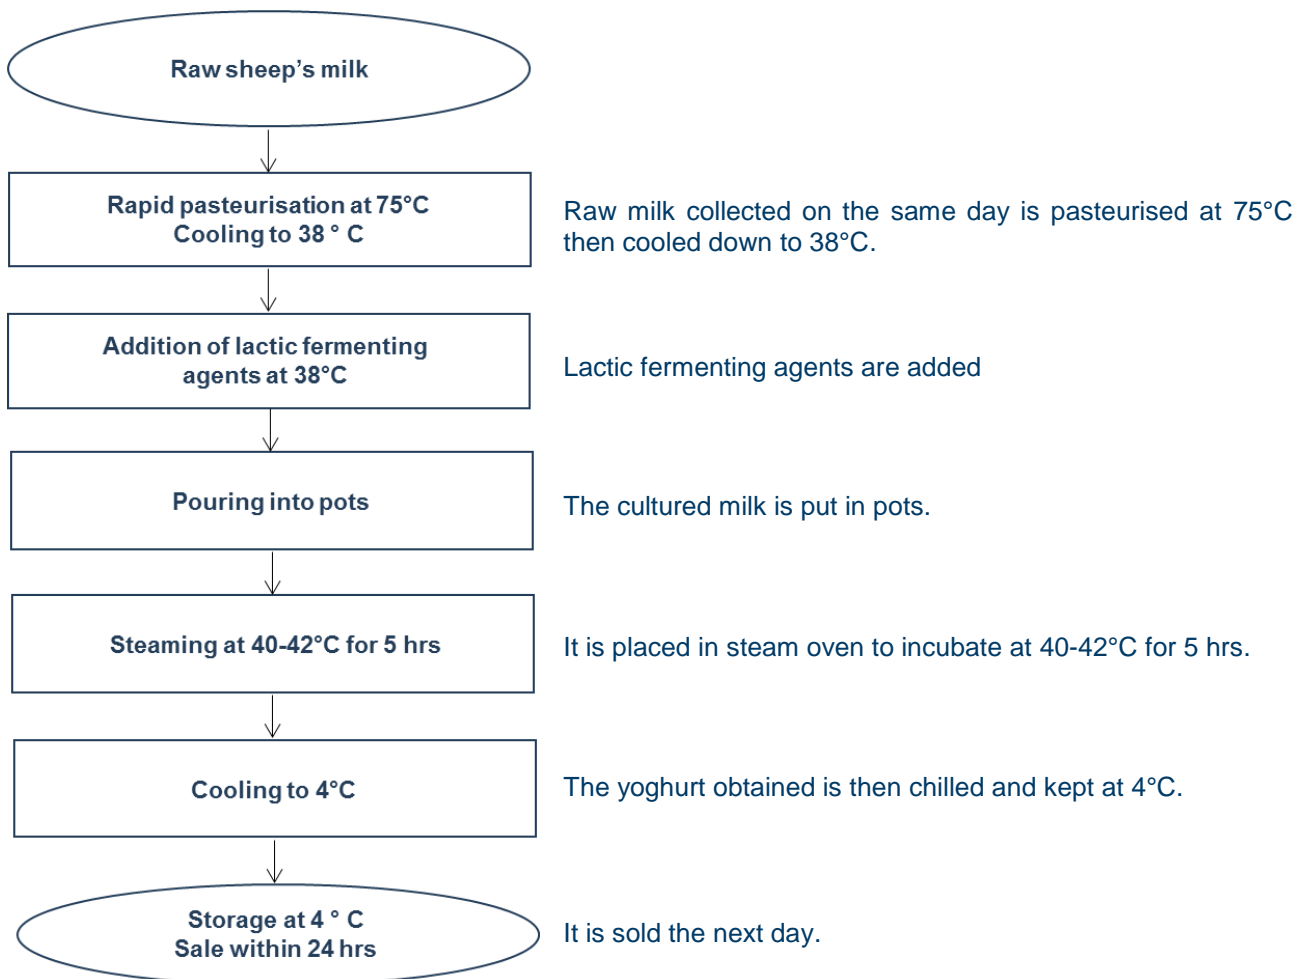 Raw sheep's milk
Rapid pasteurisation at 75°C
Cooling to 38 ° C
Raw milk collected on the same day is pasteurised at 75°C
then cooled down to 38°C.
Addition of lactic fermenting
agents at 38°C
Lactic fermenting agents are added
Pouring into pots
The cultured milk is put in pots.
Steaming at 40-42°C for 5 hrs
It is placed in steam oven to incubate at 40-42°C for 5 hrs.
Cooling to 4°C
The yoghurt obtained is then chilled and kept at 4°C.
Storage at 4 ° C
Sale within 24 hrs
It is sold the next day.